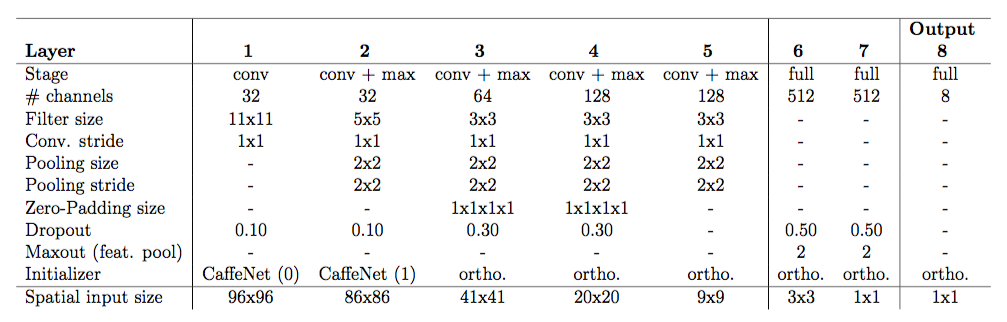 Output
Layer 1 2 3 4 5 6 7 8
Stage conv conv + max conv + max conv + max conv + max full full full
# channels 32 32 64 128 128 512 512 8
Filter size 11x11 5x5 3x3 3x3 3x3 - - -
Conv. stride 1x1 1x1 1x1 1x1 1x1 - - -
Pooling size - 2x2 2x2 2x2 2x2 - - -
Pooling stride - 2x2 2x2 2x2 2x2 - - -
Zero-Padding size - - 1x1x1x1 1x1x1x1 - - - -
Dropout 0.10 0.10 0.30 0.30 - 0.50 0.50 -
Maxout (feat. pool) - - - - - 2 2 -
Initializer CaffeNet (0) CaffeNet (1) ortho. ortho. ortho. ortho. ortho. ortho.
Spatial input size 96x96 86x86 41x41 20x20 9x9 3x3 1x1 1x1